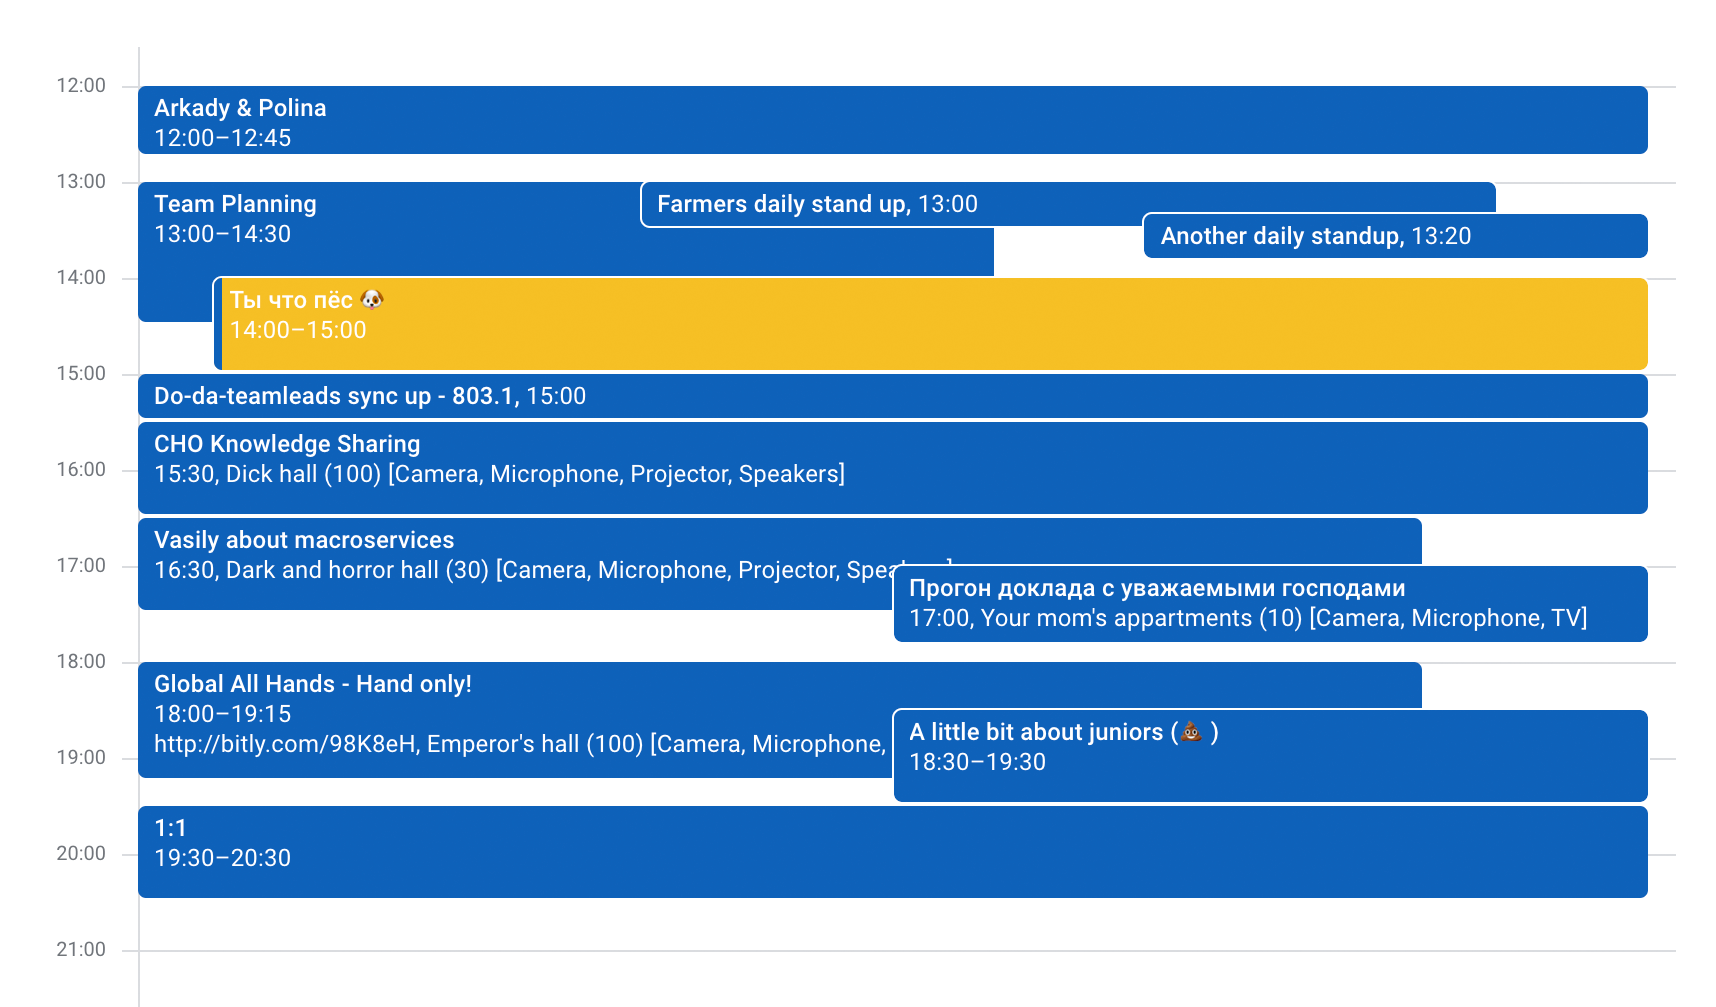 12:00
Arkady & Polina
12:00–12:45
13:00
Team Planning
13:00–14:30
Farmers daily stand up, 13:00
Another daily standup, 13:20
14:00
Ты что пёс 🐶
14:00–15:00
15:00
Do-da-teamleads sync up - 803.1, 15:00
CHO Knowledge Sharing
16:00
15:30, Dick hall (100) [Camera, Microphone, Projector, Speakers]
Vasily about macroservices
17:00
16:30, Dark and horror hall (30) [Camera, Microphone, Projector,
Прогон доклада с уважаемыми господами
17:00, Your mom's appartments (10) [Camera, Microphone, TV]
18:00
Global All Hands - Hand only!
18:00–19:15
http://bitly.com/98K8eH, Emperor's hall (100) [Camera, Microphone,
A little bit about juniors (💩 )
18:30–19:30
19:00
1:1
19:30–20:30
20:00
21:00